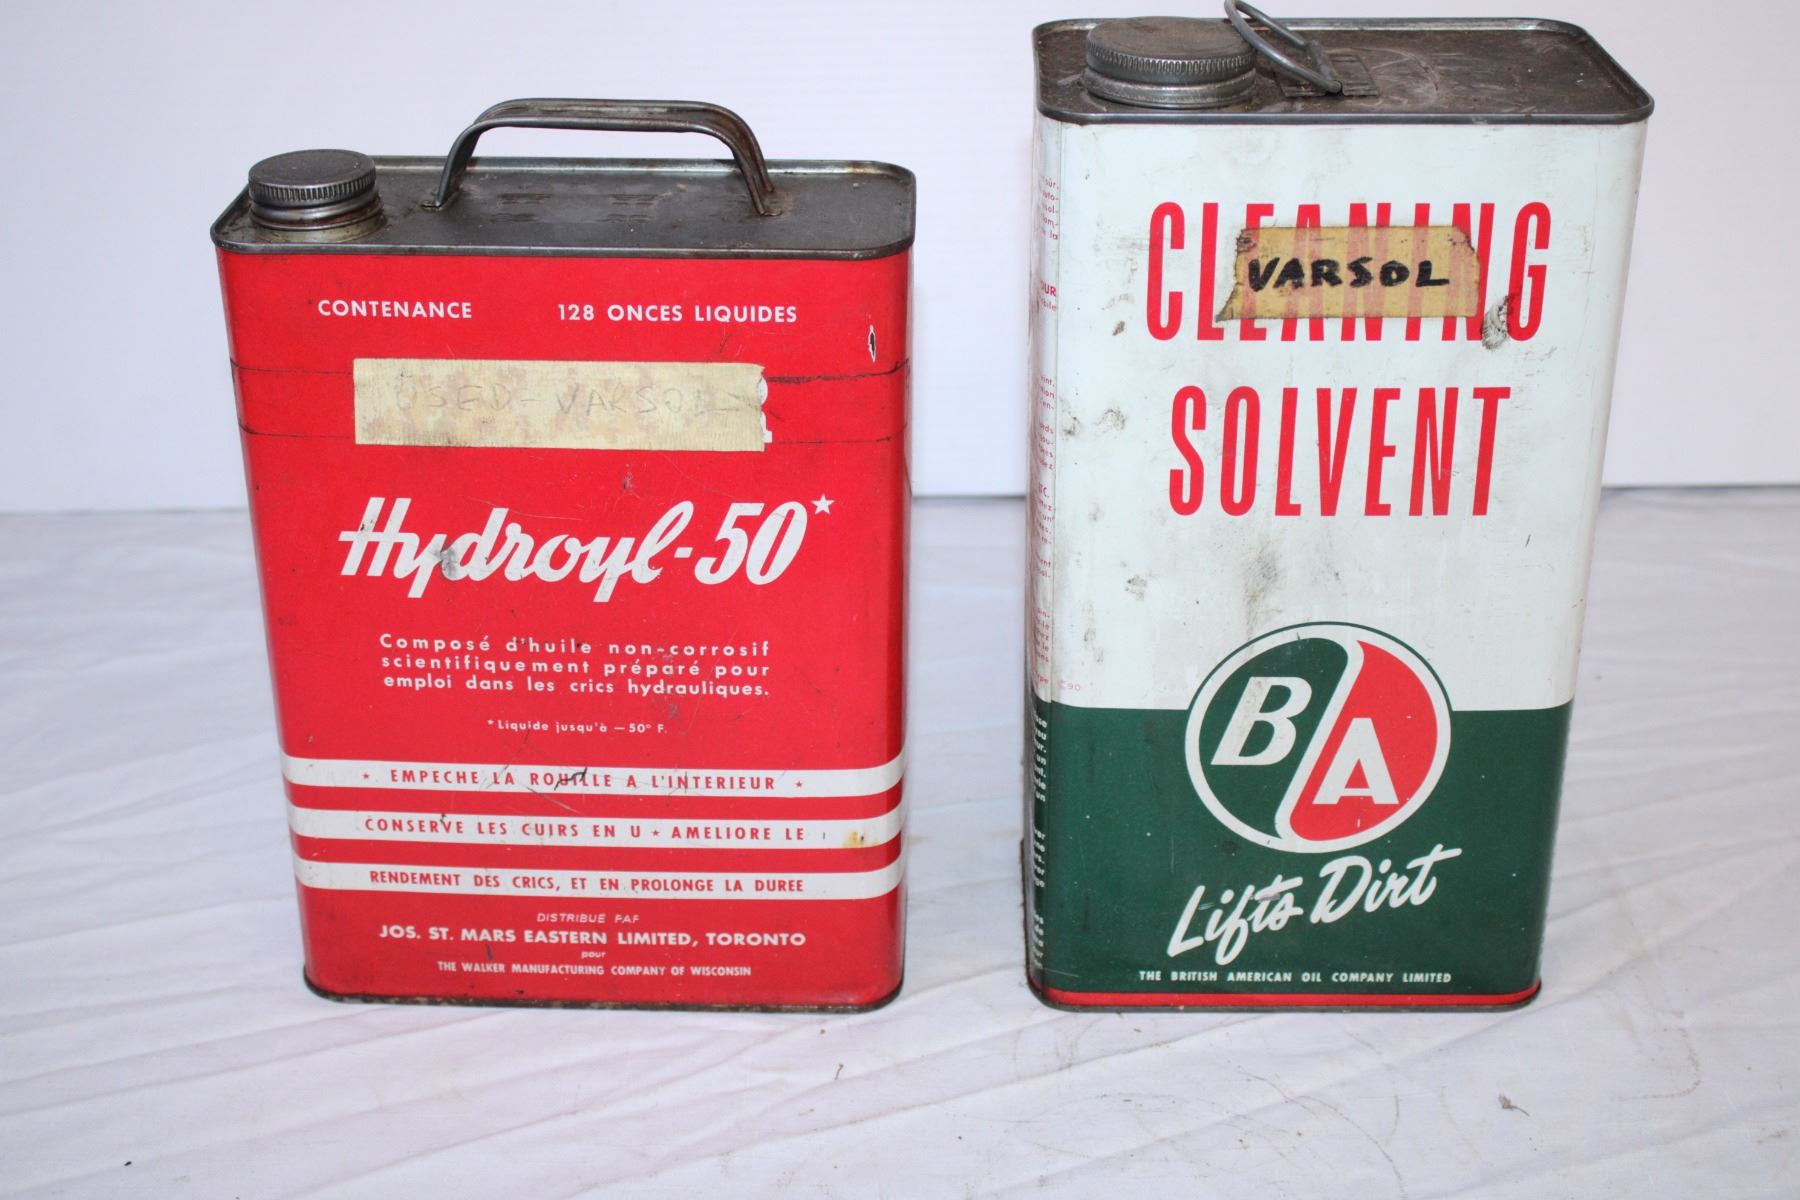 CONTENANCE 128 ONCES LIQUIDES
USED-VARSOL
Hydroyl-50*
Composé d'huile non-corrosif
scientifiquement préparé pour
emploi dans les crics hydrauliques.
*Liquide jusqu'à —50° F.
★ EMPECHE LA ROUILLE A L'INTERIEUR ★
CONSERVE LES CUIRS EN U ★ AMELIORE LE
RENDEMENT DES CRICS, ET EN PROLONGE LA DUREE
DISTRIBUÉ PAR
JOS. ST. MARS EASTERN LIMITED, TORONTO
pour
THE WALKER MANUFACTURING COMPANY OF WISCONSIN
CLEANING
VARSOL
SOLVENT
B/A
Lifts Dirt
THE BRITISH AMERICAN OIL COMPANY LIMITED